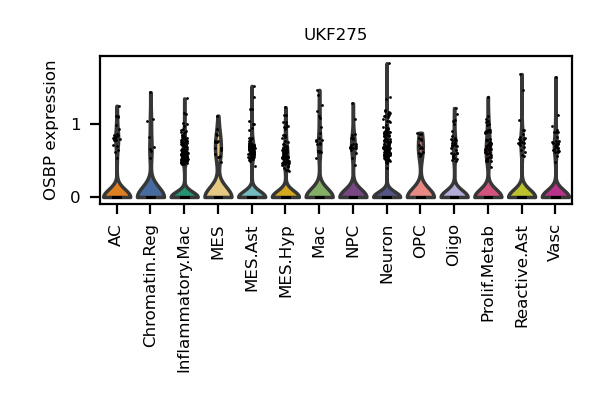 UKF275
OSBP expression
1
0
AC
Chromatin.Reg
Inflammatory.Mac
MES
MES.Ast
MES.Hyp
Mac
NPC
Neuron
OPC
Oligo
Prolif.Metab
Reactive.Ast
Vasc